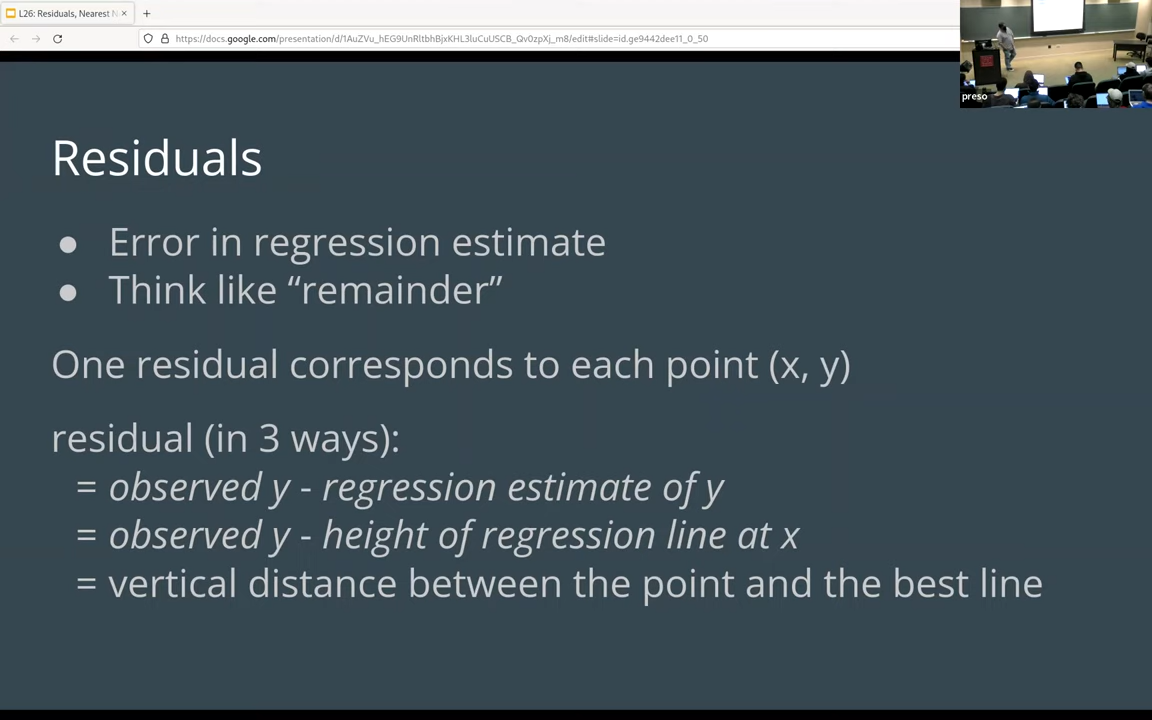 L26: Residuals, Nearest
https://docs.google.com/presentation/d/1AuZVu_hEG9UnRltbhBjxKHL3luCuUSCB_Qv0zpXj_m8/edit#slide=id.ge9442dee11_0_50
preso
Residuals
● Error in regression estimate
● Think like “remainder”
One residual corresponds to each point (x, y)
residual (in 3 ways):
= observed y - regression estimate of y
= observed y - height of regression line at x
= vertical distance between the point and the best line